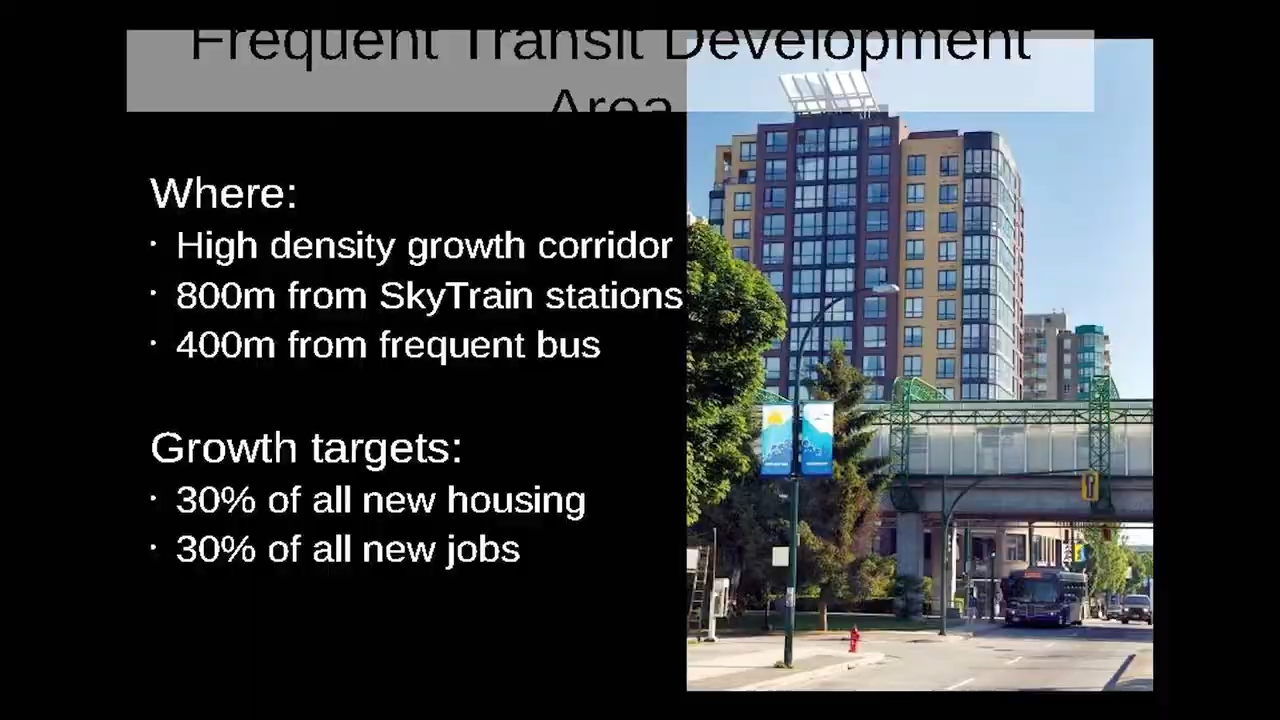 Frequent Transit Development
Area
Where:
· High density growth corridor
· 800m from SkyTrain stations
· 400m from frequent bus
Growth targets:
· 30% of all new housing
· 30% of all new jobs